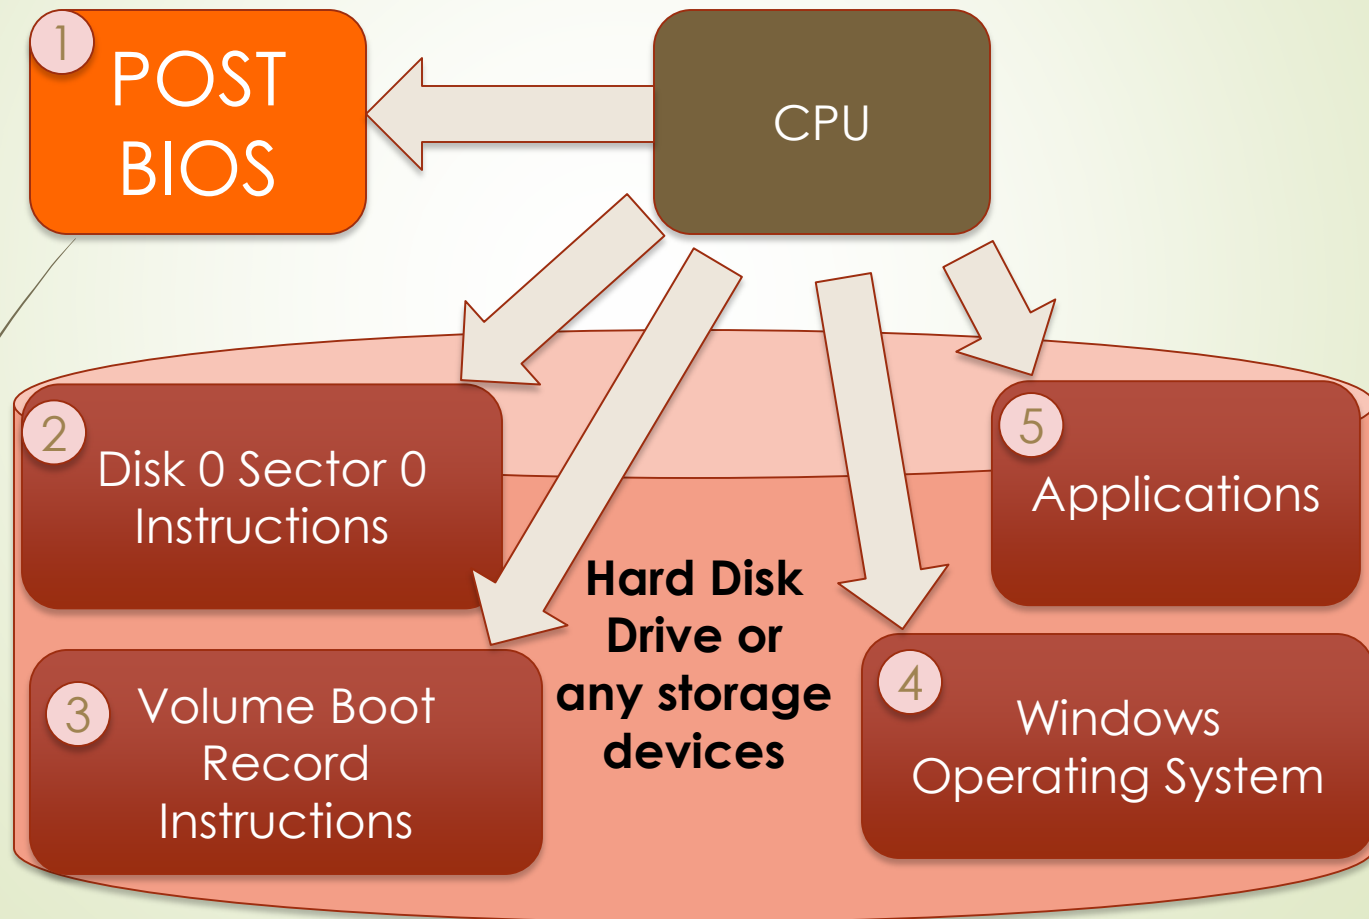 1
POST
BIOS
CPU
2
Disk 0 Sector 0
Instructions
3
Volume Boot
Record
Instructions
Hard Disk
Drive or
any storage
devices
4
Windows
Operating System
5
Applications